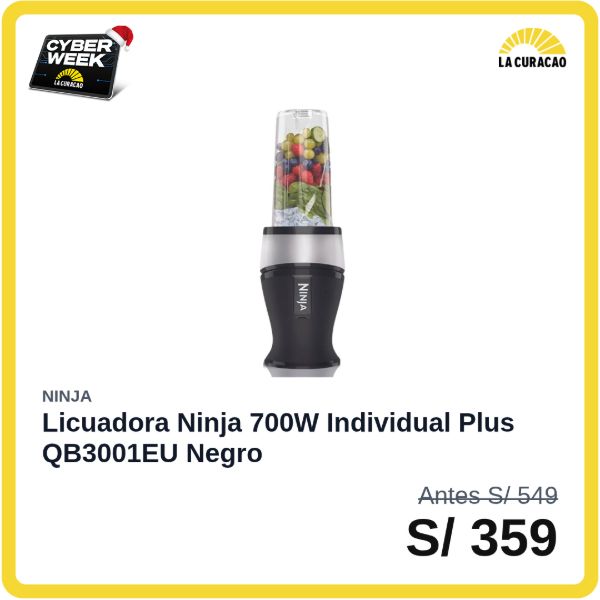 CYBER
WEEK
LA CURACAO
LA CURACAO
NINJA
NINJA
Licuadora Ninja 700W Individual Plus
QB3001EU Negro
Antes S/ 549
S/ 359